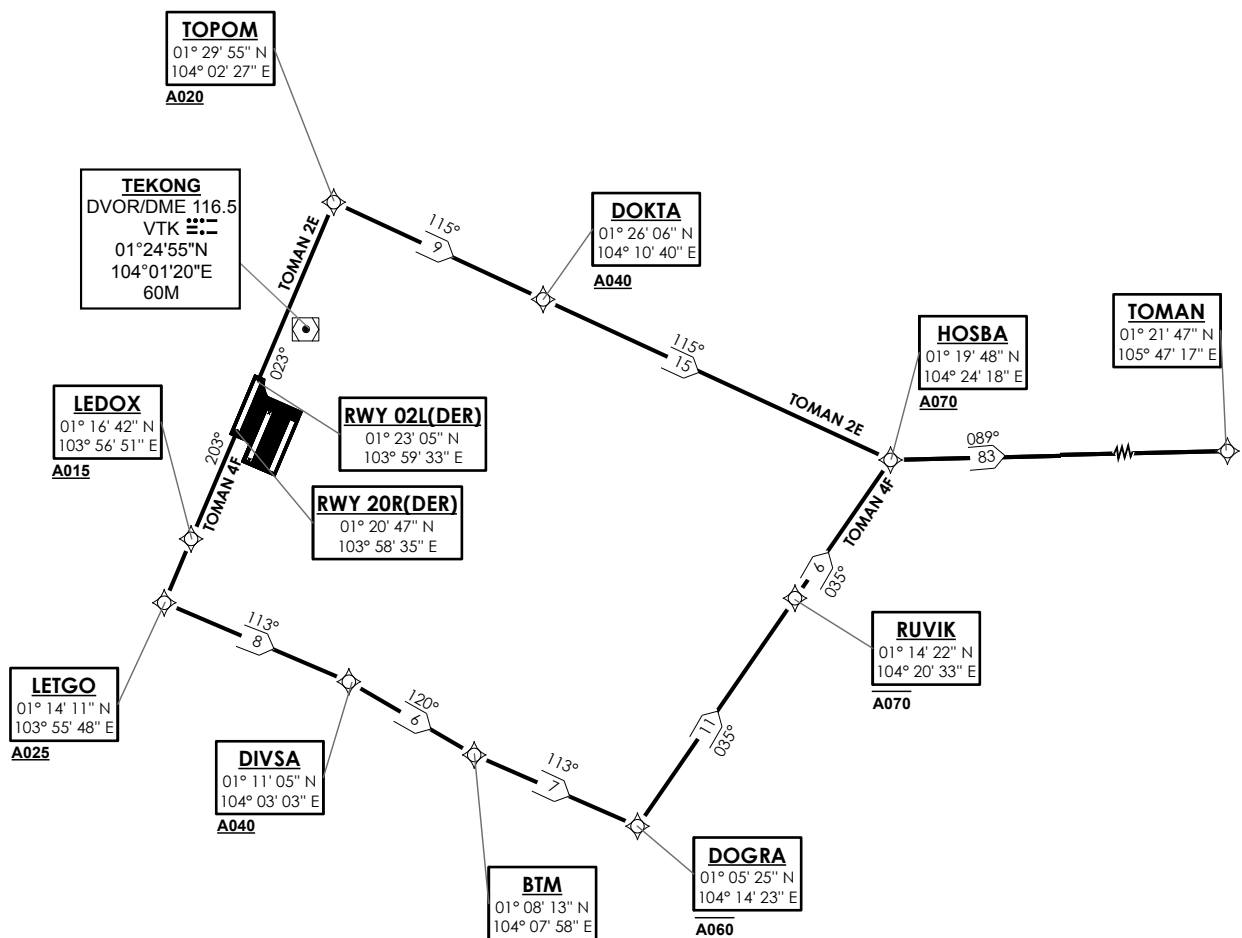 TOPOM
01° 29' 55" N
104° 02' 27" E
A020
TEKONG
DVOR/DME 116.5
VTK
01°24'55"N
104°01'20"E
60M
TOMAN 2E
023°
115°
9
DOKTA
01° 26' 06" N
104° 10' 40" E
A040
115°
15
TOMAN 2E
HOSBA
01° 19' 48" N
104° 24' 18" E
A070
TOMAN
01° 21' 47" N
105° 47' 17" E
089°
83
LEDOX
01° 16' 42" N
103° 56' 51" E
A015
203°
TOMAN 4F
RWY 02L(DER)
01° 23' 05" N
103° 59' 33" E
RWY 20R(DER)
01° 20' 47" N
103° 58' 35" E
TOMAN 4F
6
035°
RUVIK
01° 14' 22" N
104° 20' 33" E
A070
LETGO
01° 14' 11" N
103° 55' 48" E
A025
113°
8
DIVSA
01° 11' 05" N
104° 03' 03" E
A040
120°
6
BTM
01° 08' 13" N
104° 07' 58" E
113°
7
11
035°
DOGRA
01° 05' 25" N
104° 14' 23" E
A060